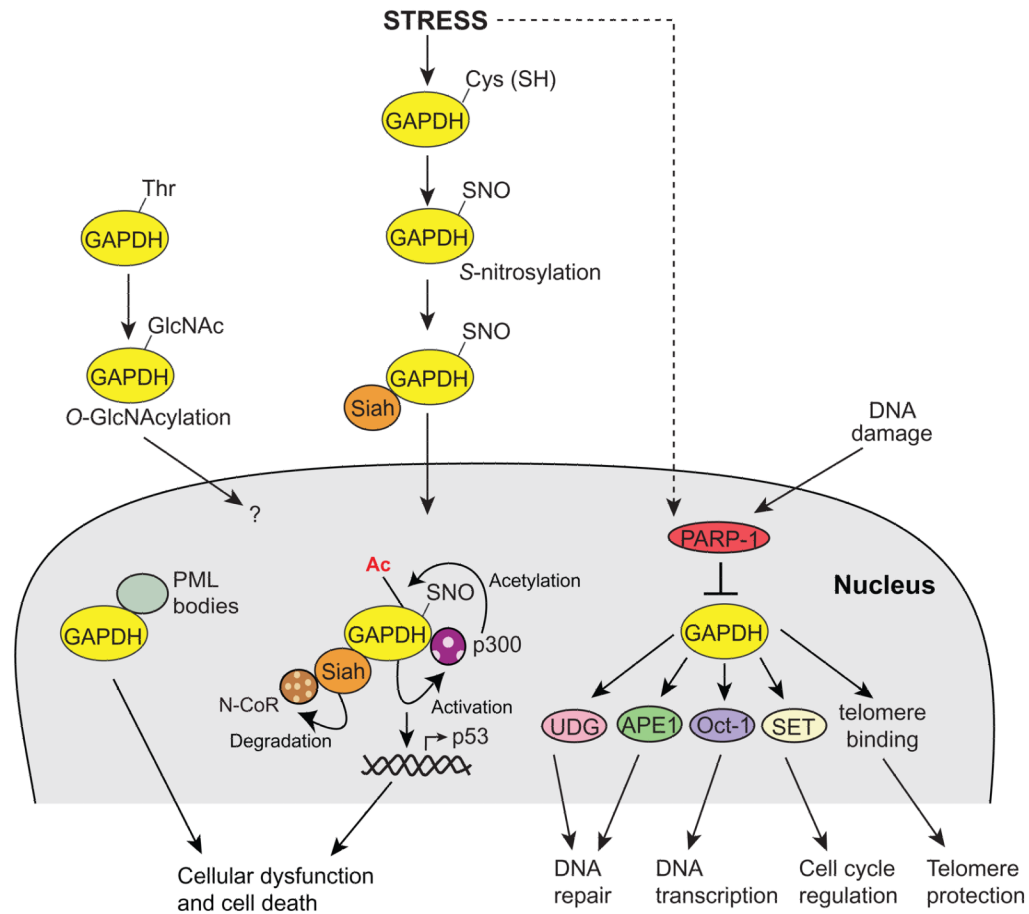 STRESS
Cys (SH)
GAPDH
SNO
GAPDH
S-nitrosylation
SNO
GAPDH
Siah
Thr
GAPDH
GlcNAc
GAPDH
O-GlcNAcylation
?
DNA
damage
PARP-1
Nucleus
GAPDH
PML
bodies
GAPDH
Ac
Acetylation
SNO
GAPDH
p300
Siah
N-CoR
Degradation
Activation
p53
UDG
APE1
Oct-1
SET
telomere
binding
Cellular dysfunction
and cell death
DNA
repair
DNA
transcription
Cell cycle
regulation
Telomere
protection